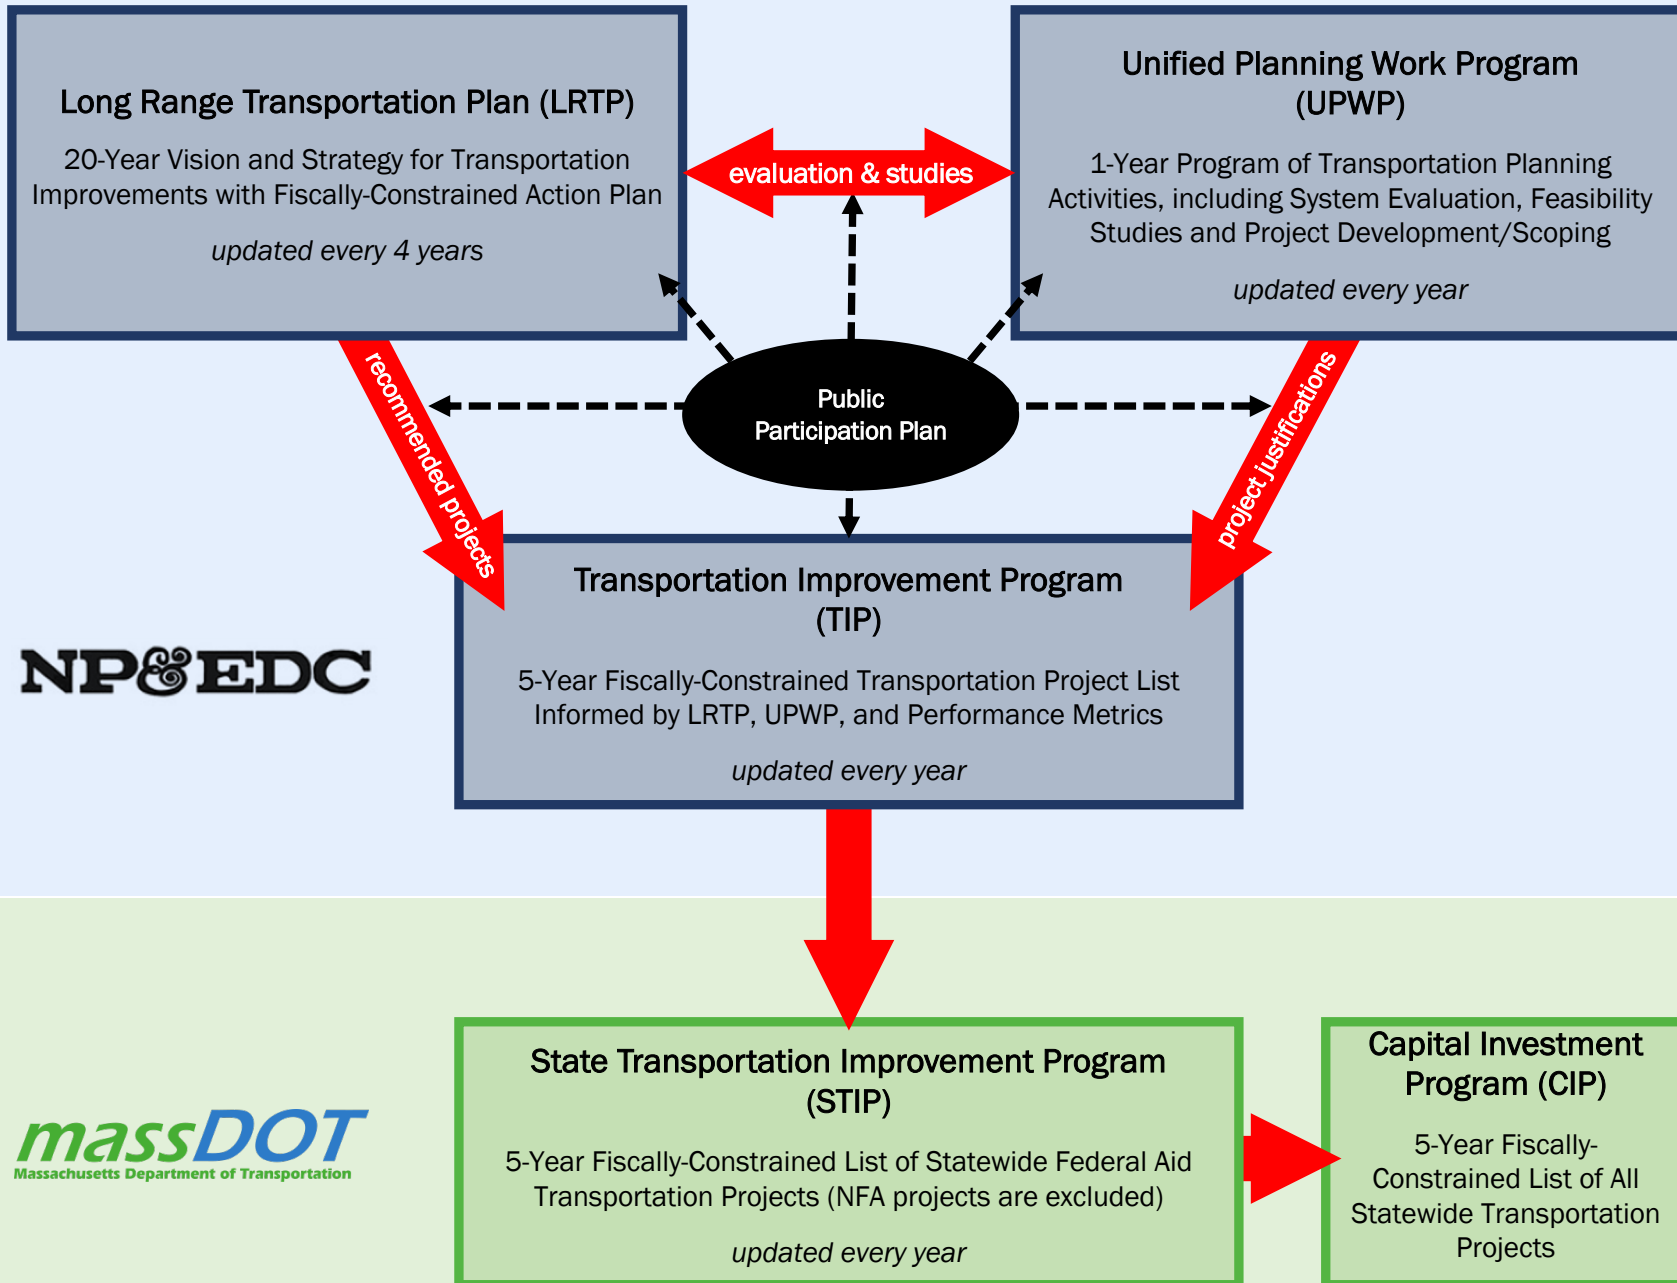 Long Range Transportation Plan (LRTP)
20-Year Vision and Strategy for Transportation
Improvements with Fiscally-Constrained Action Plan
updated every 4 years
evaluation & studies
Unified Planning Work Program
(UPWP)
1-Year Program of Transportation Planning
Activities, including System Evaluation, Feasibility
Studies and Project Development/Scoping
updated every year
recommended projects
Public
Participation Plan
project justifications
Transportation Improvement Program
(TIP)
5-Year Fiscally-Constrained Transportation Project List
Informed by LRTP, UPWP, and Performance Metrics
updated every year
NP&EDC
State Transportation Improvement Program
(STIP)
5-Year Fiscally-Constrained List of Statewide Federal Aid
Transportation Projects (NFA projects are excluded)
updated every year
Capital Investment
Program (CIP)
5-Year Fiscally-
Constrained List of All
Statewide Transportation
Projects
massDOT
Massachusetts Department of Transportation